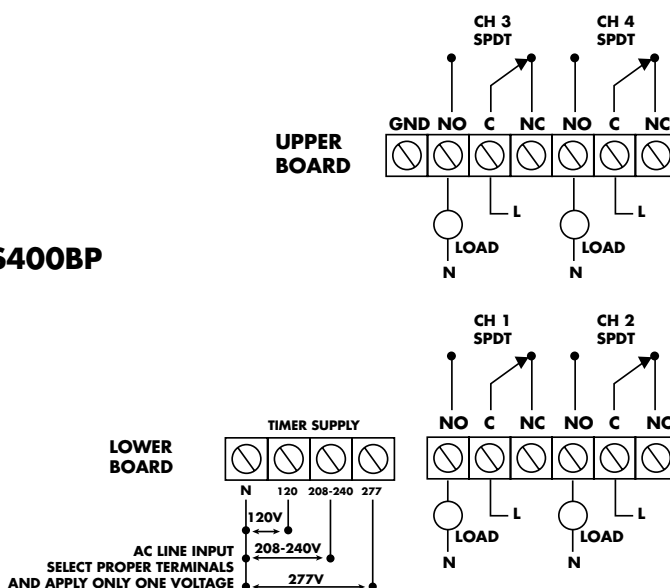 CH 3 CH 4
SPDT SPDT
GND NO C NC NO C NC
UPPER
BOARD
L L
LOAD LOAD
N N
S400BP
CH 1 CH 2
SPDT SPDT
NO C NC NO C NC
TIMER SUPPLY
LOWER
BOARD
N 120 208-240 277
L L
LOAD LOAD
N N
120V
AC LINE INPUT 208-240V
SELECT PROPER TERMINALS
AND APPLY ONLY ONE VOLTAGE 277V